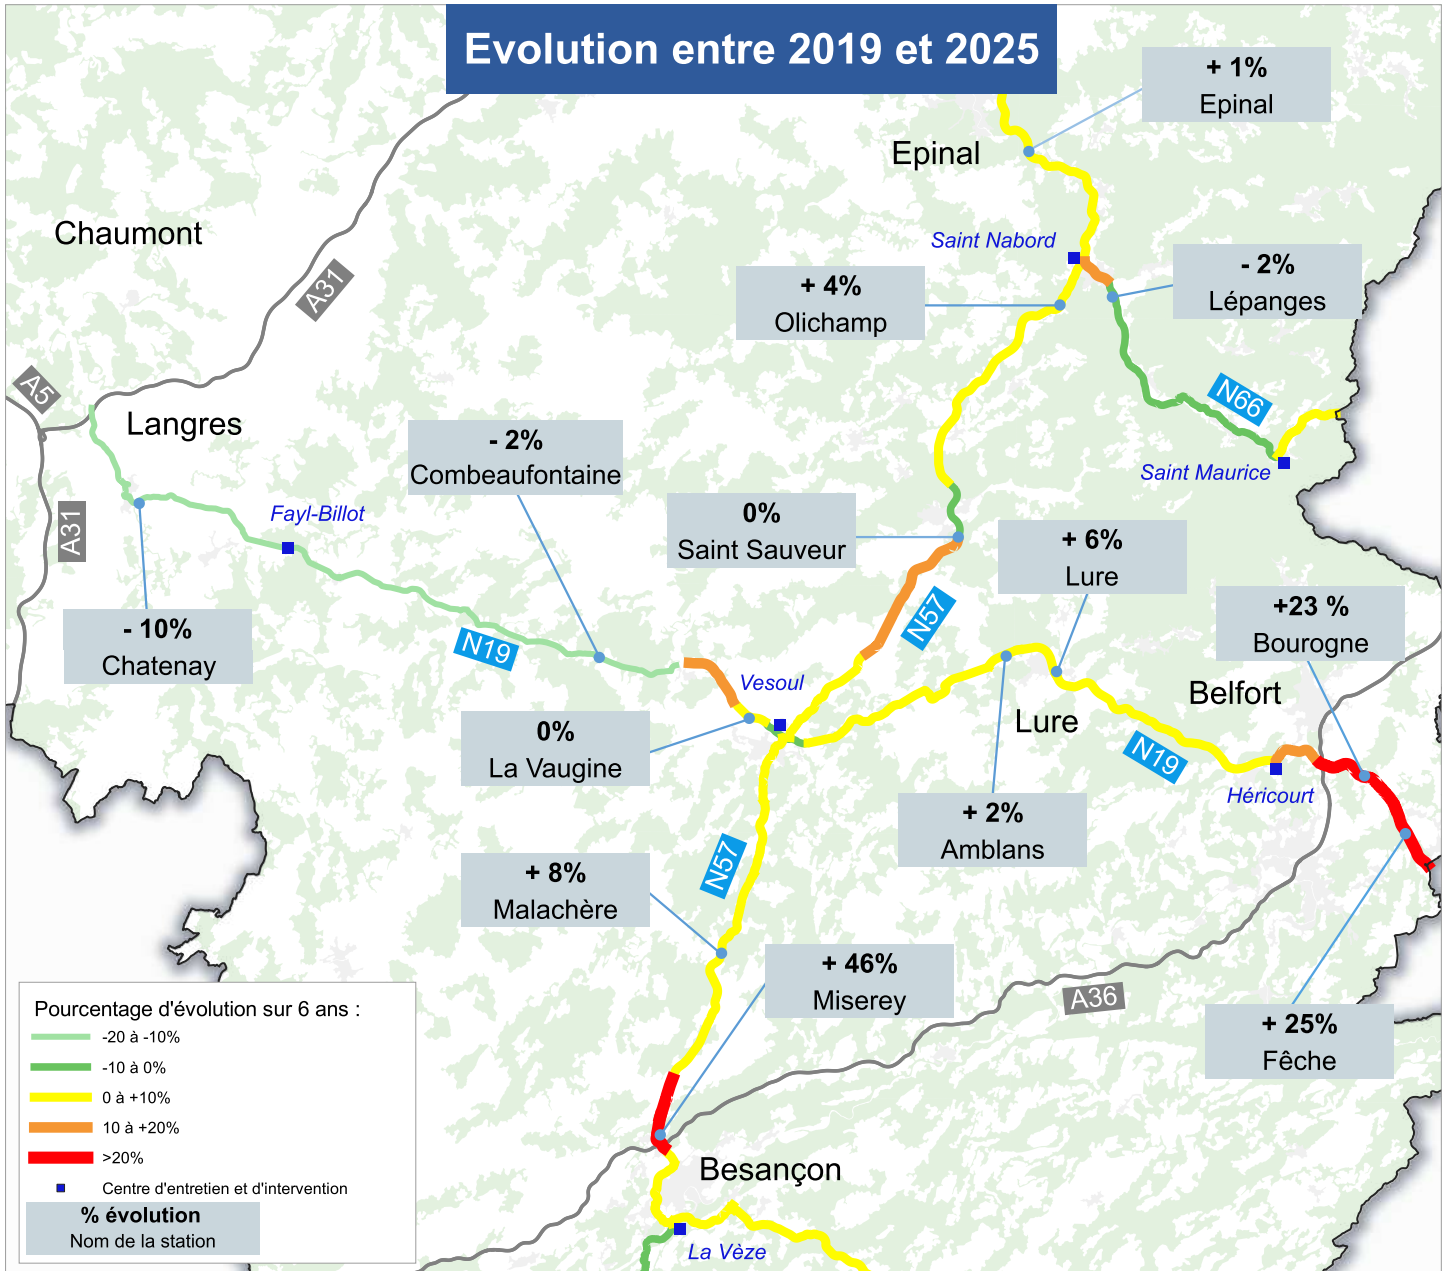 Evolution entre 2019 et 2025
+ 1%
Epinal
Epinal
Chaumont
Saint Nabord
- 2%
Lépanges
A31
+ 4%
Olichamp
A5
N66
Langres
- 2%
Combeaufontaine
Saint Maurice
A31
Fayl-Billot
0%
Saint Sauveur
+ 6%
Lure
N57
+23 %
Bourogne
- 10%
Chatenay
N19
Vesoul
Belfort
Lure
0%
La Vaugine
N19
Héricourt
+ 2%
Amblans
N57
+ 8%
Malachère
+ 46%
Miserey
A36
+ 25%
Fêche
Pourcentage d'évolution sur 6 ans :
-20 à -10%
-10 à 0%
0 à +10%
10 à +20%
>20%
Centre d'entretien et d'intervention
% évolution
Nom de la station
Besançon
La Vèze